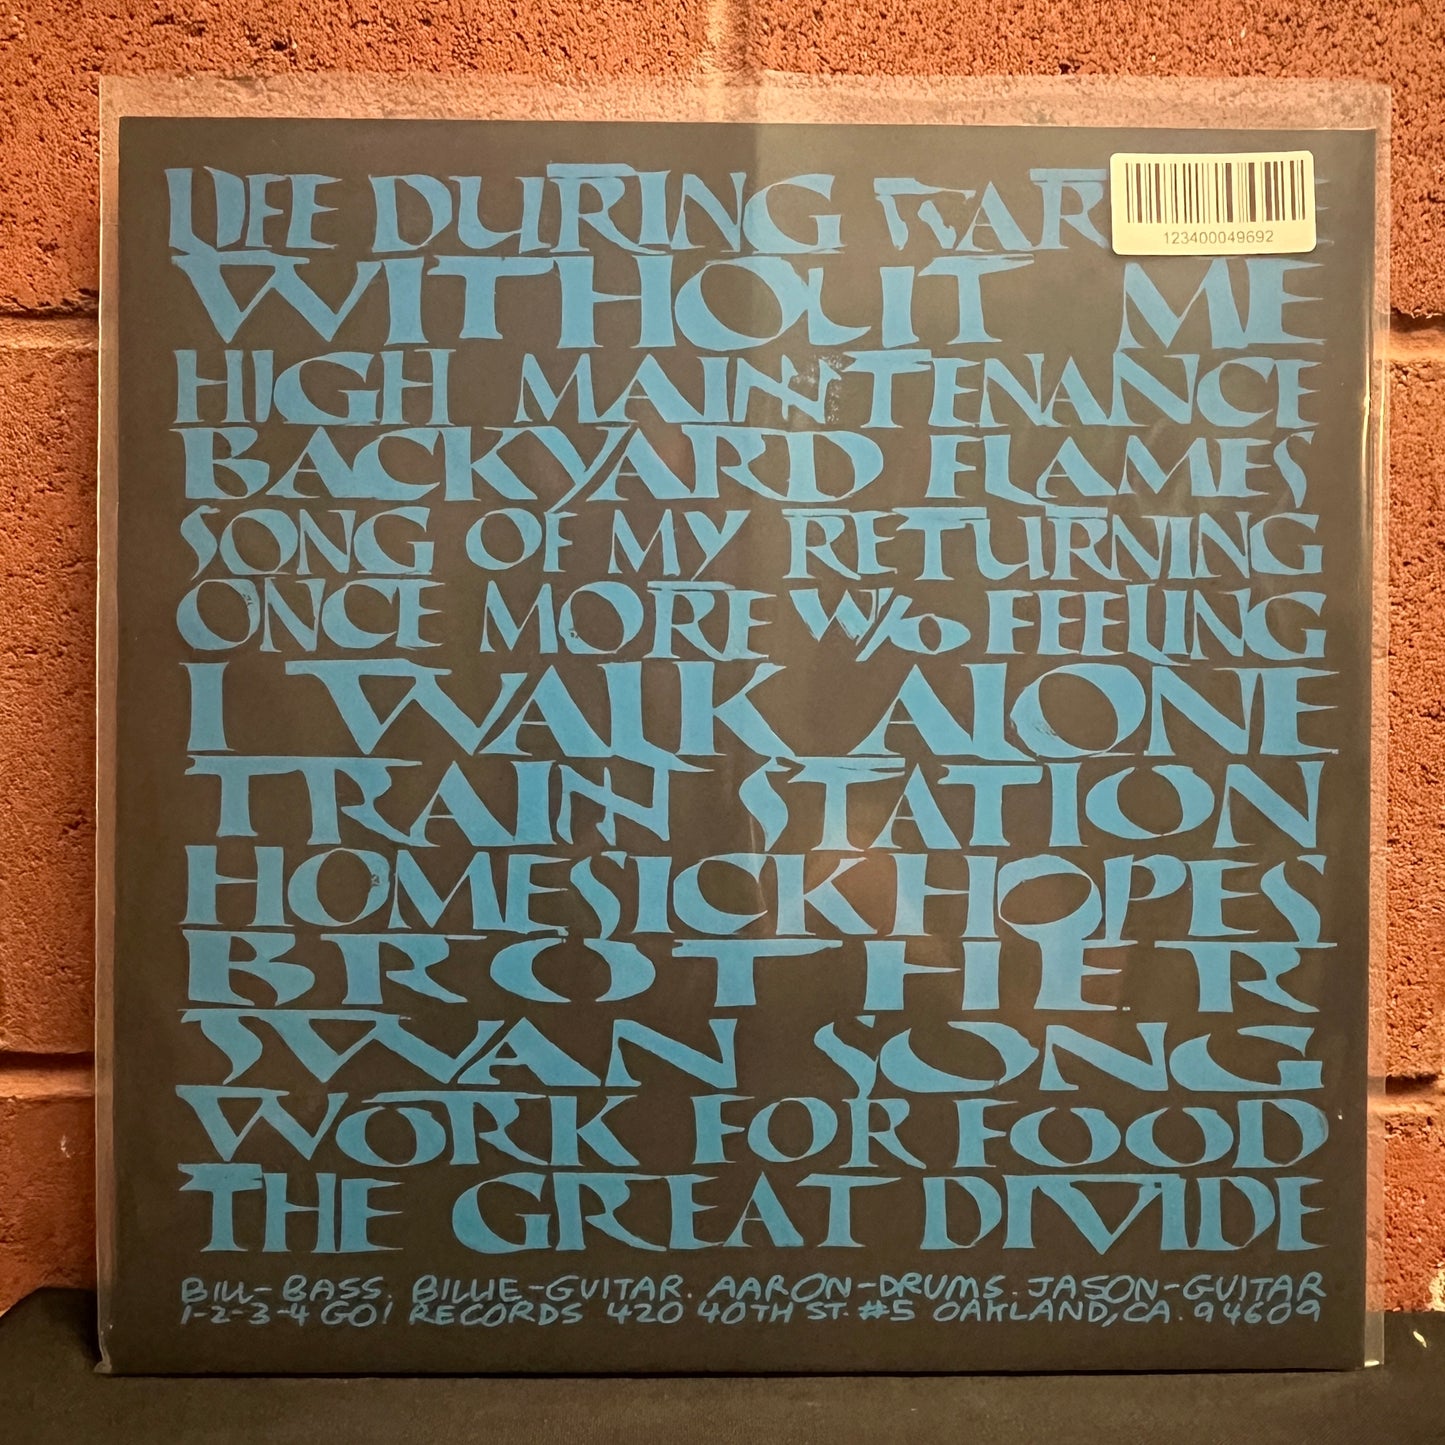 LIFE DURING WAR
123400049692
WITHOUT ME
HIGH MAINTENANCE
BACKYARD FLAMES
SONG OF MY RETURNING
ONCE MORE W/O FEELING
I WALK ALONE
TRAIN STATION
HOMESICK HOPES
BROTHER
SWAN SONG
WORK FOR FOOD
THE GREAT DIVIDE
BILL-BASS. BILLIE-GUITAR. AARON-DRUMS. JASON-GUITAR
1-2-3-4 GO! RECORDS 420 40TH ST. #5 OAKLAND, CA. 94609